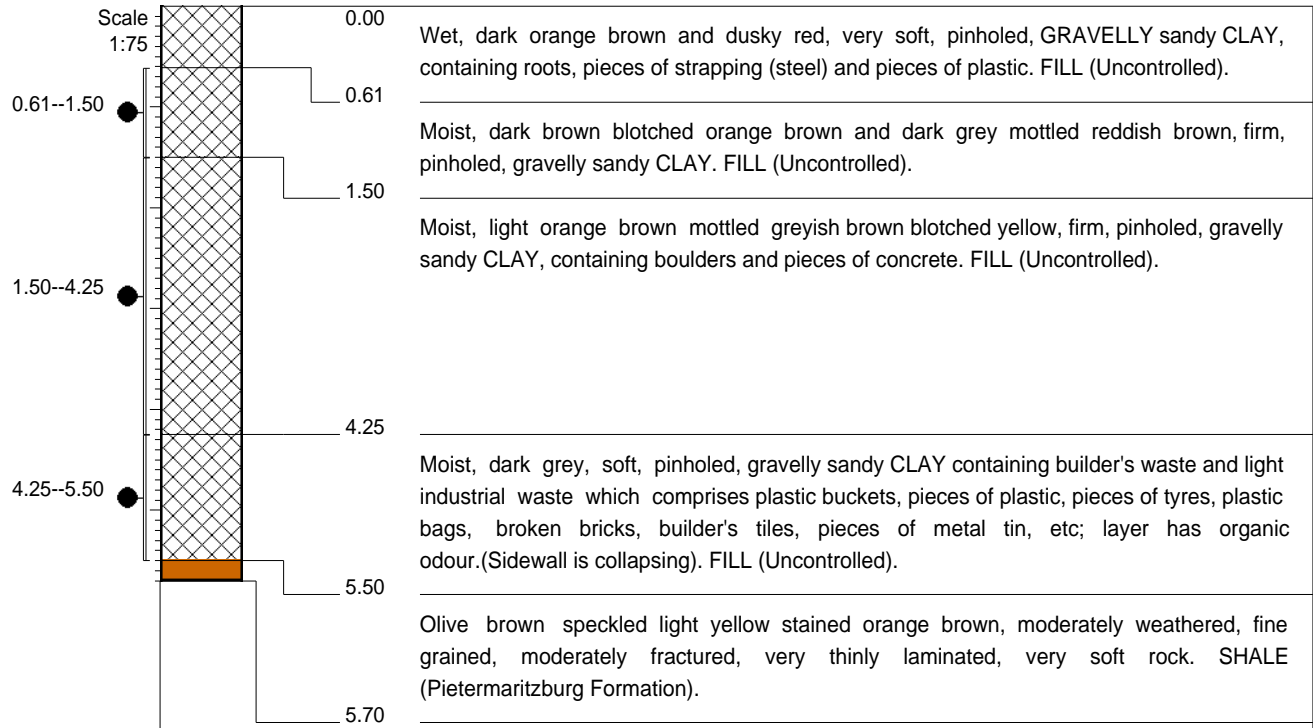 Scale
1:75
0.00
Wet, dark orange brown and dusky red, very soft, pinholed, GRAVELLY sandy CLAY,
containing roots, pieces of strapping (steel) and pieces of plastic. FILL (Uncontrolled).
0.61--1.50
0.61
Moist, dark brown blotched orange brown and dark grey mottled reddish brown, firm,
pinholed, gravelly sandy CLAY. FILL (Uncontrolled).
1.50
Moist, light orange brown mottled greyish brown blotched yellow, firm, pinholed, gravelly
sandy CLAY, containing boulders and pieces of concrete. FILL (Uncontrolled).
1.50--4.25
4.25
Moist, dark grey, soft, pinholed, gravelly sandy CLAY containing builder's waste and light
industrial waste which comprises plastic buckets, pieces of plastic, pieces of tyres, plastic
bags, broken bricks, builder's tiles, pieces of metal tin, etc; layer has organic
odour.(Sidewall is collapsing). FILL (Uncontrolled).
4.25--5.50
5.50
Olive brown speckled light yellow stained orange brown, moderately weathered, fine
grained, moderately fractured, very thinly laminated, very soft rock. SHALE
(Pietermaritzburg Formation).
5.70